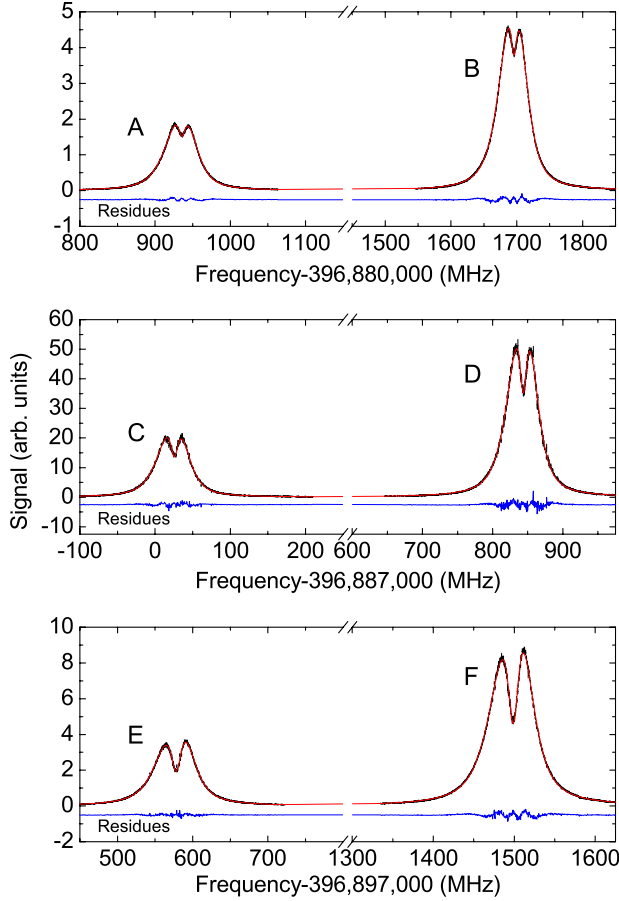 5
4
3
2
1
0
-1
A
B
Residues
800 900 1000 1100 1500 1600 1700 1800
Frequency-396,880,000 (MHz)
Signal (arb. units)
60
50
40
30
20
10
0
-10
C
D
Residues
-100 0 100 200 600 700 800 900
Frequency-396,887,000 (MHz)
10
8
6
4
2
0
-2
E
F
Residues
500 600 700 1300 1400 1500 1600
Frequency-396,897,000 (MHz)